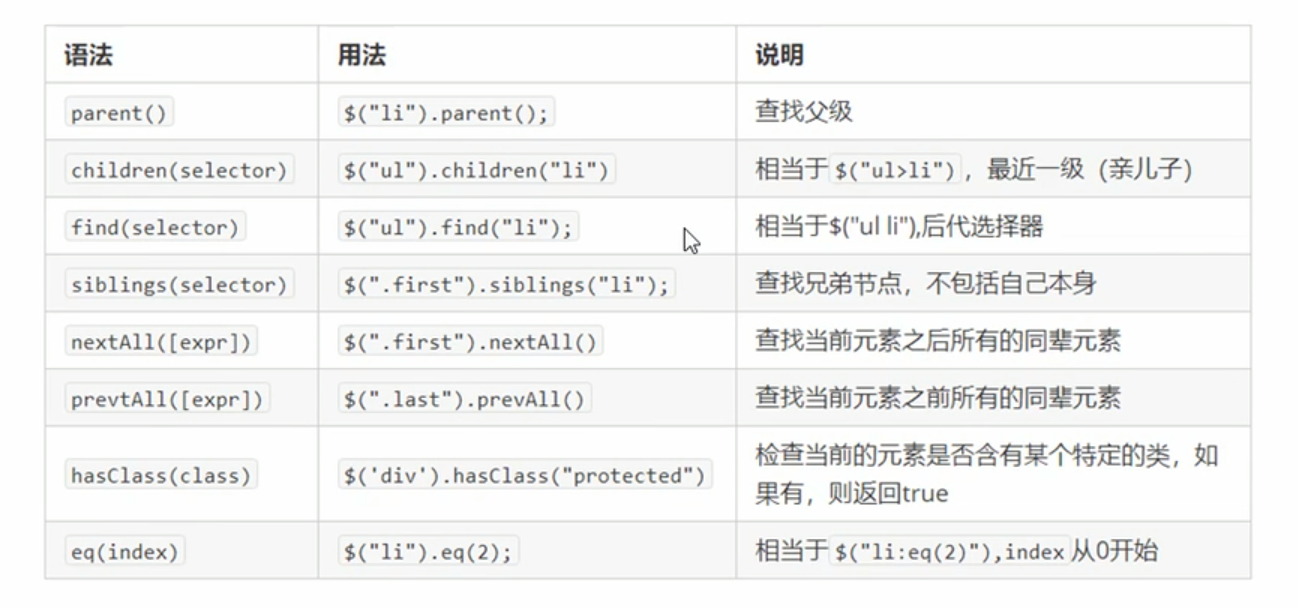 语法 用法 说明
parent() $("li").parent(); 查找父级
children(selector) $("ul").children("li") 相当于$("ul>li")，最近一级（亲儿子）
find(selector) $("ul").find("li"); 相当于$("ul li"),后代选择器
siblings(selector) $(".first").siblings("li"); 查找兄弟节点，不包括自己本身
nextAll([expr]) $(".first").nextAll() 查找当前元素之后所有的同辈元素
prevtAll([expr]) $(".last").prevAll() 查找当前元素之前所有的同辈元素
hasClass(class) $('div').hasClass("protected") 检查当前的元素是否含有某个特定的类，如
果有，则返回true
eq(index) $("li").eq(2); 相当于$("li:eq(2)"),index从0开始